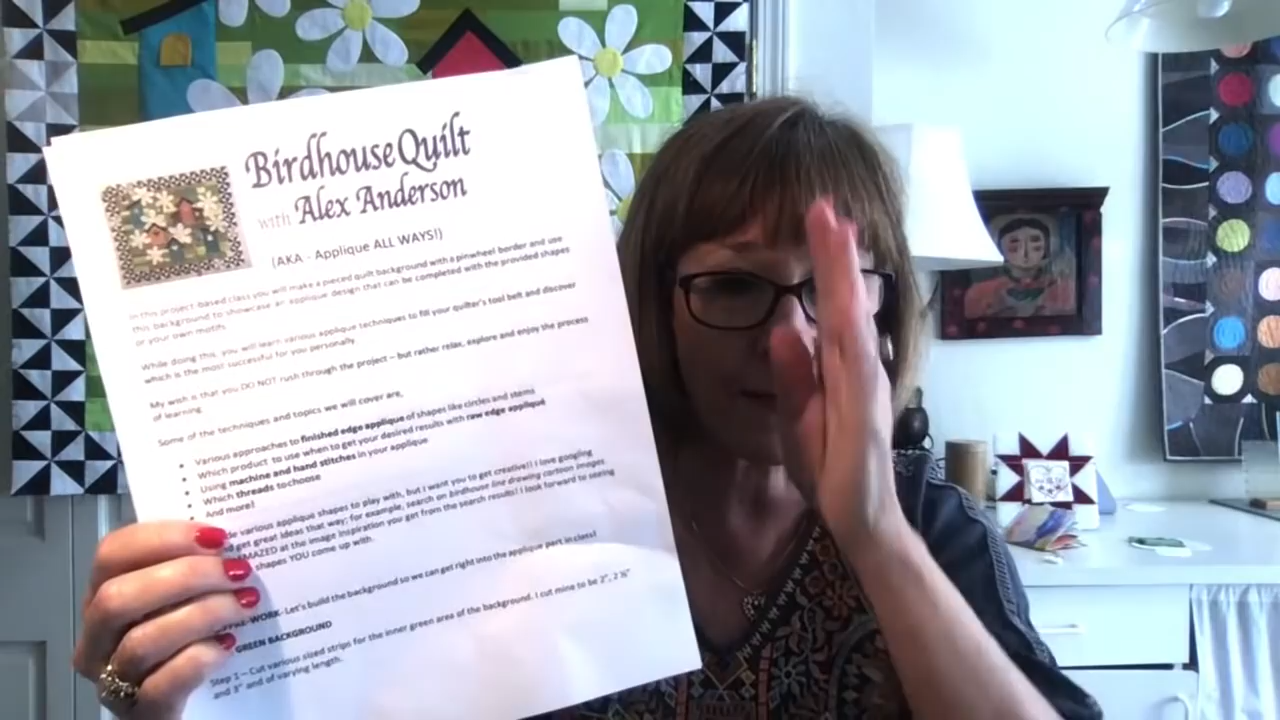 Birdhouse Quilt
with Alex Anderson
(AKA - Applique ALL WAYS!)
In this project-based class you will make a pieced quilt background with a pinwheel border and use
this background to showcase an applique design that can be completed with the provided shapes
or your own motifs.
While doing this, you will learn various applique techniques to fill your quilter's tool belt and discover
which is the most successful for you personally.
My wish is that you DO NOT rush through the project – but rather relax, explore and enjoy the process
of learning.
Some of the techniques and topics we will cover are,
• Various approaches to finished edge applique of shapes like circles and stems
• Which product to use when to get your desired results with raw edge appliqué
• Using machine and hand stitches in your applique
• Which threads to choose
• And more!
various applique shapes to play with, but I want you to get creative!! I love googling
get great ideas that way; for example, search on birdhouse line drawing cartoon images
AMAZED at the image inspiration you get from the search results! I look forward to seeing
shapes YOU come up with.
PRE-WORK- Let's build the background so we can get right into the applique part in class!
GREEN BACKGROUND
Step 1 – Cut various sized strips for the inner green area of the background. I cut mine to be 2", 2 ½"
and 3" and of varying length.